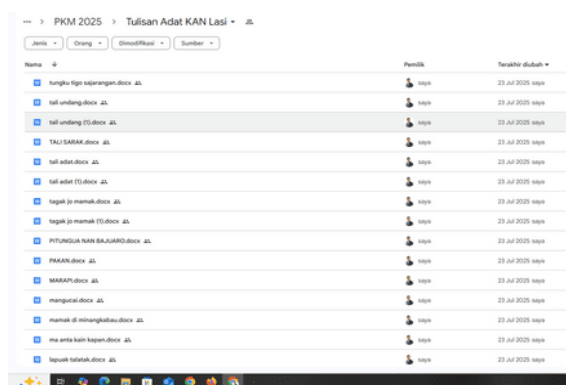 ... > PKM 2025 > Tulisan Adat KAN Lasi
Jenis Orang Dimodifikasi Sumber
Nama Pemilik Terakhir diubah
tungku tigo sajarangan.docx saya 23 Jul 2025 saya
tali undang.docx saya 23 Jul 2025 saya
tali undang (1).docx saya 23 Jul 2025 saya
TALI SARAK.docx saya 23 Jul 2025 saya
tali adat.docx saya 23 Jul 2025 saya
tali adat (1).docx saya 23 Jul 2025 saya
tagak jo mamak.docx saya 23 Jul 2025 saya
tagak jo mamak (1).docx saya 23 Jul 2025 saya
PITUNGUA NAN BAJUARO.docx saya 23 Jul 2025 saya
PAKAN.docx saya 23 Jul 2025 saya
MARAPI.docx saya 23 Jul 2025 saya
mangucai.docx saya 23 Jul 2025 saya
mamak di minangkabau.docx saya 23 Jul 2025 saya
ma anta kain kapan.docx saya 23 Jul 2025 saya
lapuak talatak.docx saya 23 Jul 2025 saya